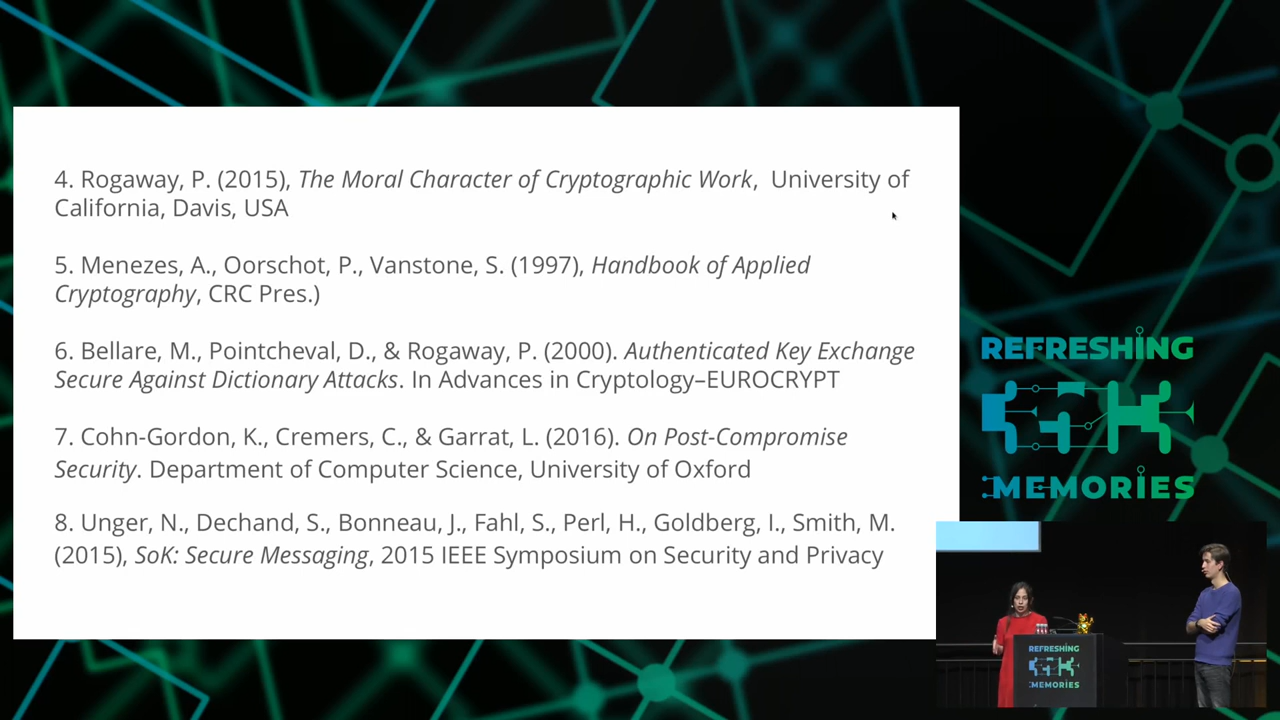 4. Rogaway, P. (2015), The Moral Character of Cryptographic Work, University of
California, Davis, USA
5. Menezes, A., Oorschot, P., Vanstone, S. (1997), Handbook of Applied
Cryptography, CRC Pres.)
6. Bellare, M., Pointcheval, D., & Rogaway, P. (2000). Authenticated Key Exchange
Secure Against Dictionary Attacks. In Advances in Cryptology–EUROCRYPT
7. Cohn-Gordon, K., Cremers, C., & Garrat, L. (2016). On Post-Compromise
Security. Department of Computer Science, University of Oxford
8. Unger, N., Dechand, S., Bonneau, J., Fahl, S., Perl, H., Goldberg, I., Smith, M.
(2015), SoK: Secure Messaging, 2015 IEEE Symposium on Security and Privacy
REFRESHING
:MEMORIES
REFRESHING
:MEMORIES